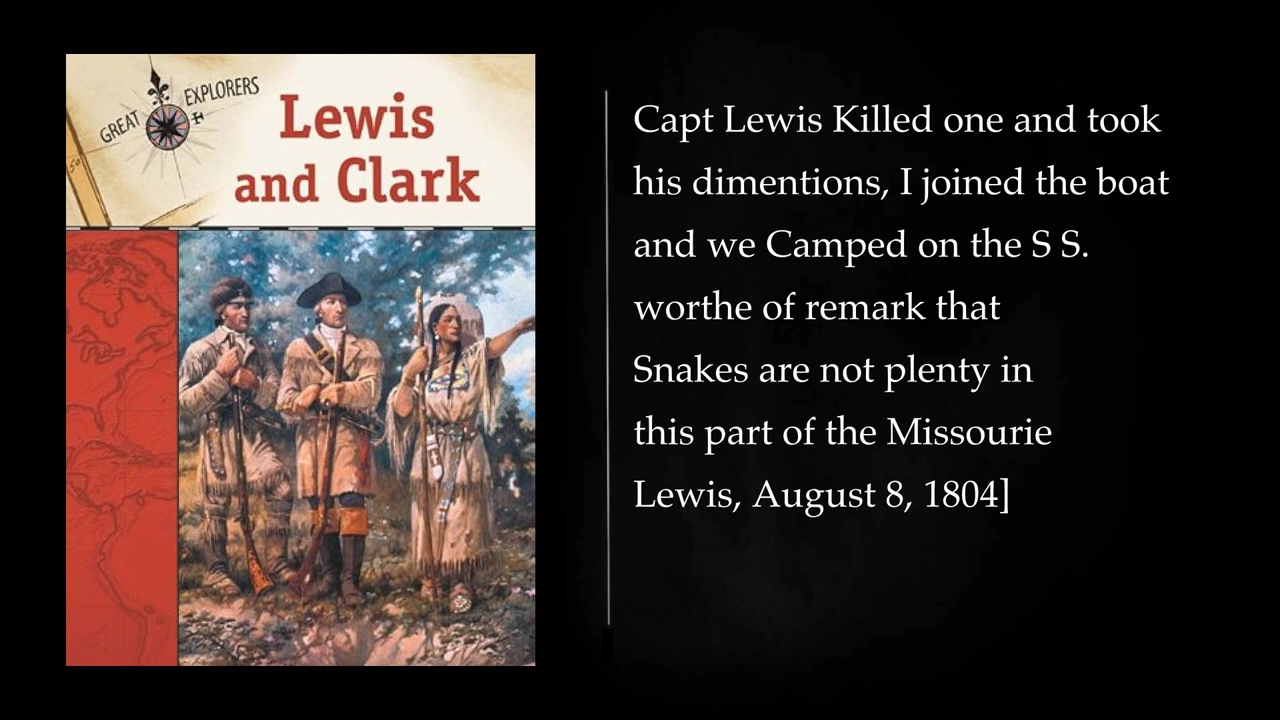 GREAT EXPLORERS
Lewis
and Clark
50
Capt Lewis Killed one and took
his dimentions, I joined the boat
and we Camped on the S S.
worthe of remark that
Snakes are not plenty in
this part of the Missourie
Lewis, August 8, 1804]